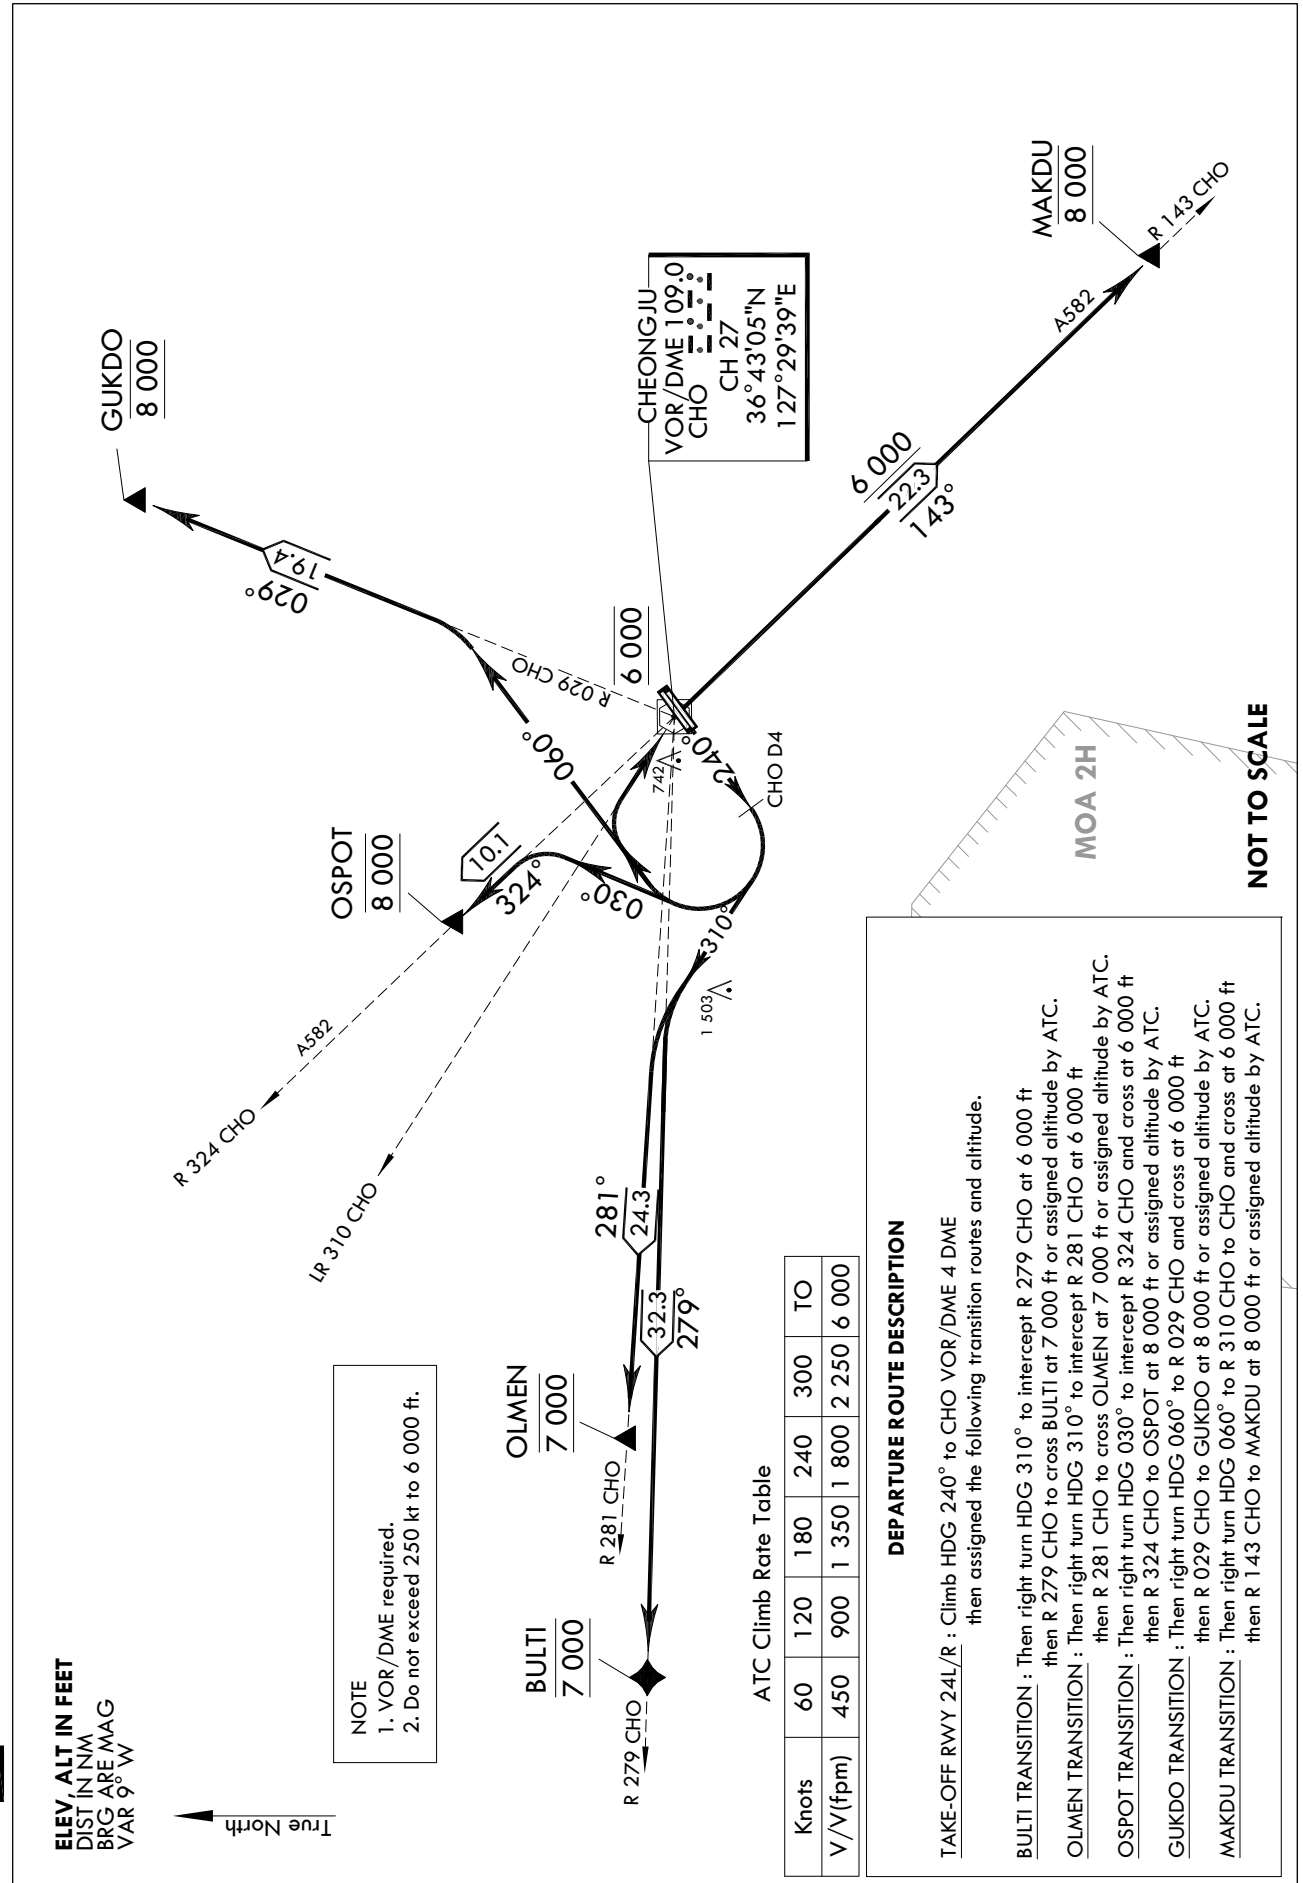 ELEV, ALT IN FEET
DIST IN NM
BRG ARE MAG
VAR 9° W
True North
NOTE
1. VOR/DME required.
2. Do not exceed 250 kt to 6 000 ft.
GUKDO
8 000
029°
19.4
R 029 CHO
060°
OSPOT
8 000
10.1
324°
030°
A582
R 324 CHO
LR 310 CHO
6 000
CHEONGJU
VOR/DME 109.0
CHO
CH 27
36°43'05"N
127°29'39"E
742
240°
CHO D4
310°
1 503
281°
24.3
32.3
279°
OLMEN
7 000
R 281 CHO
BULTI
7 000
R 279 CHO
6 000
22.3
143°
A582
MAKDU
8 000
R 143 CHO
MOA 2H
NOT TO SCALE
ATC Climb Rate Table
Knots 60 120 180 240 300 TO
V/V(fpm) 450 900 1 350 1 800 2 250 6 000
DEPARTURE ROUTE DESCRIPTION
TAKE-OFF RWY 24L/R : Climb HDG 240° to CHO VOR/DME 4 DME
then assigned the following transition routes and altitude.
BULTI TRANSITION : Then right turn HDG 310° to intercept R 279 CHO at 6 000 ft
then R 279 CHO to cross BULTI at 7 000 ft or assigned altitude by ATC.
OLMEN TRANSITION : Then right turn HDG 310° to intercept R 281 CHO at 6 000 ft
then R 281 CHO to cross OLMEN at 7 000 ft or assigned altitude by ATC.
OSPOT TRANSITION : Then right turn HDG 030° to intercept R 324 CHO and cross at 6 000 ft
then R 324 CHO to OSPOT at 8 000 ft or assigned altitude by ATC.
GUKDO TRANSITION : Then right turn HDG 060° to R 029 CHO and cross at 6 000 ft
then R 029 CHO to GUKDO at 8 000 ft or assigned altitude by ATC.
MAKDU TRANSITION : Then right turn HDG 060° to R 310 CHO to CHO and cross at 6 000 ft
then R 143 CHO to MAKDU at 8 000 ft or assigned altitude by ATC.